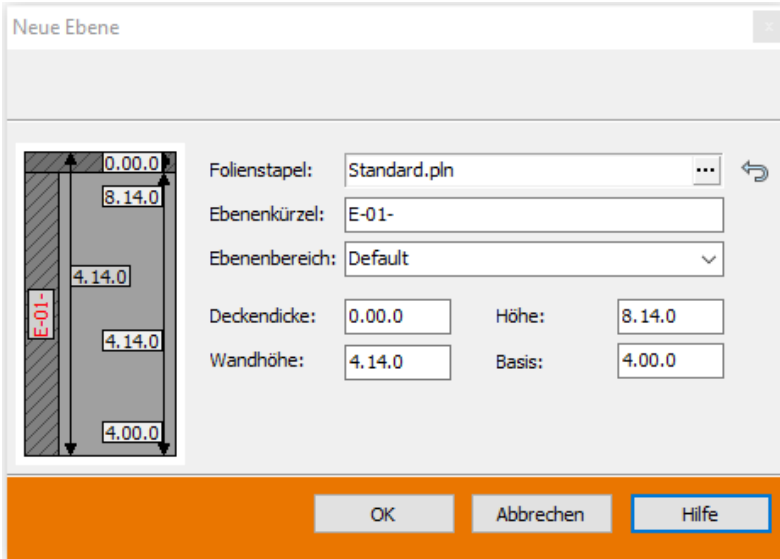 Neue Ebene
0.00.0
8.14.0
4.14.0
E-01-
4.14.0
4.00.0
Folienstapel: Standard.pln ...
Ebenenkürzel: E-01-
Ebenenbereich: Default
Deckendicke: 0.00.0 Höhe: 8.14.0
Wandhöhe: 4.14.0 Basis: 4.00.0
OK Abbrechen Hilfe